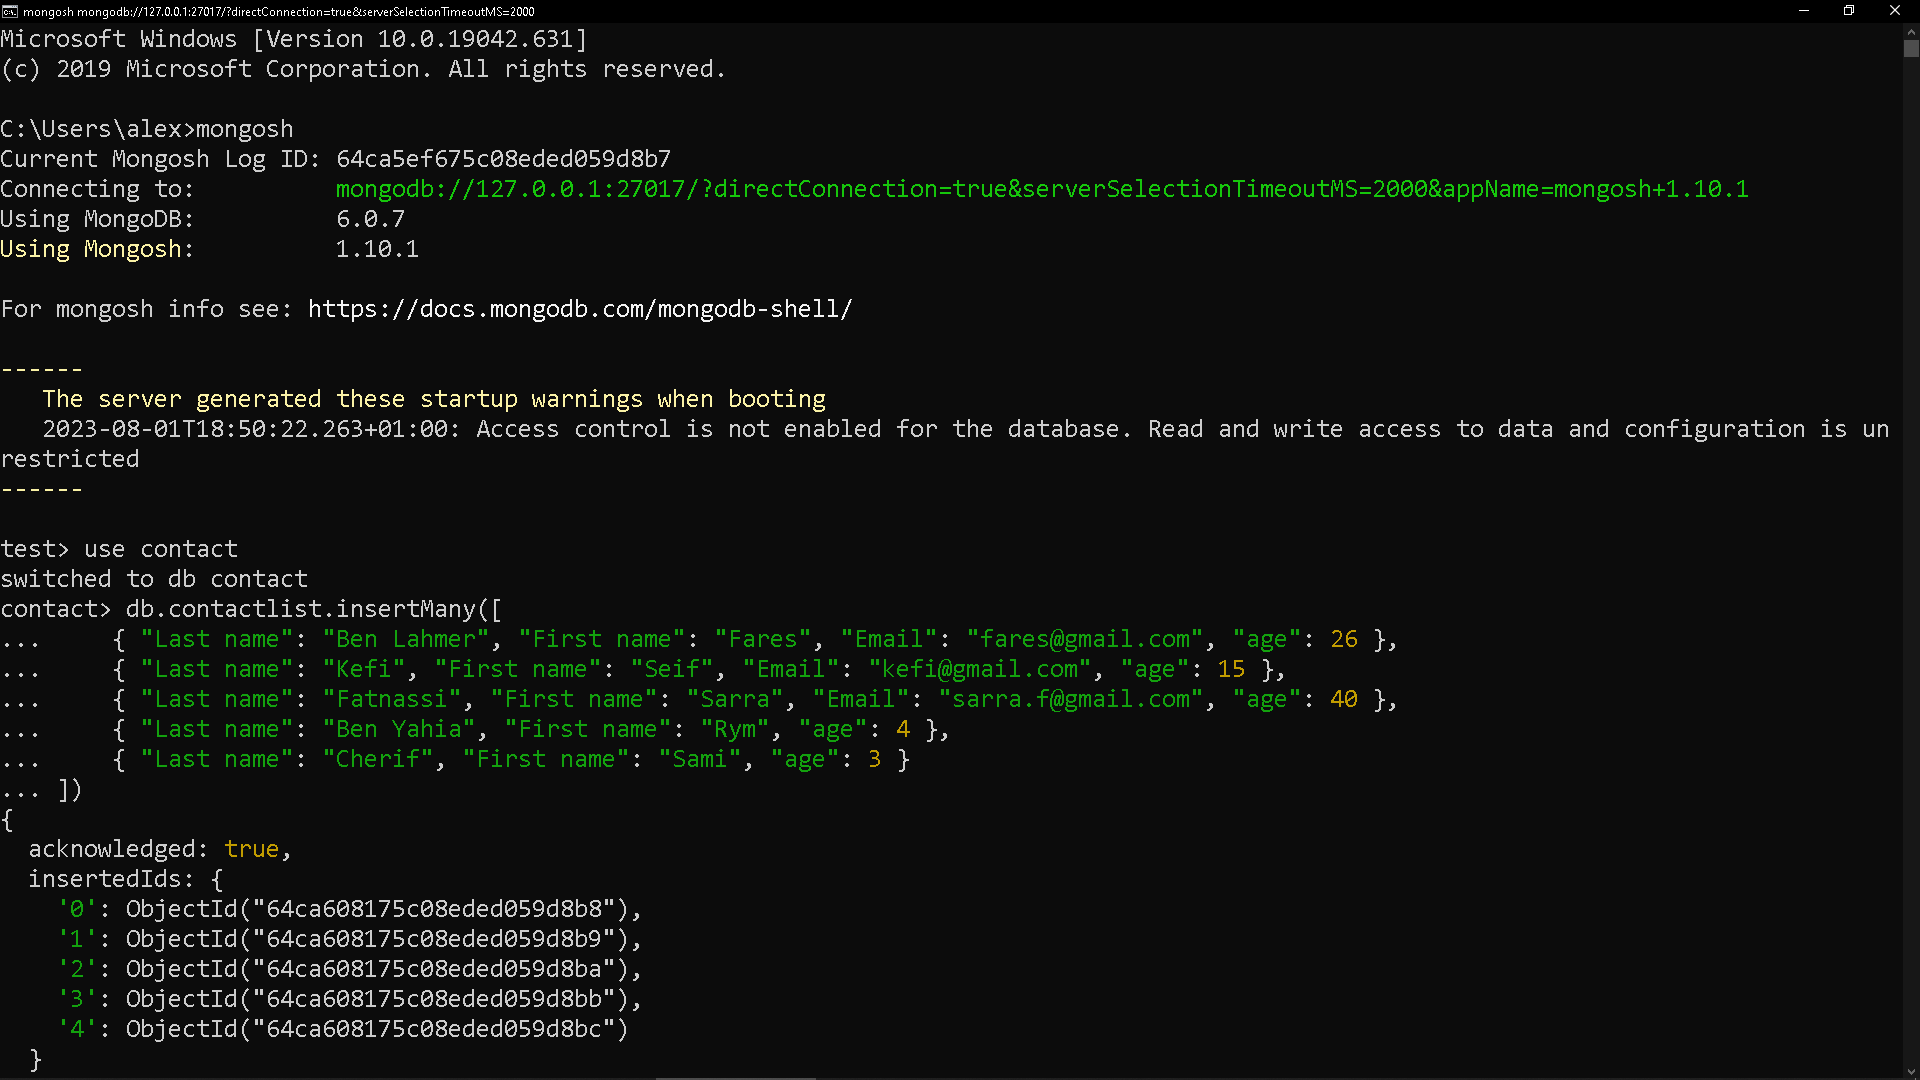 mongosh mongodb://127.0.0.1:27017/?directConnection=true&serverSelectionTimeoutMS=2000
Microsoft Windows [Version 10.0.19042.631]
(c) 2019 Microsoft Corporation. All rights reserved.
C:\Users\alex>mongosh
Current Mongosh Log ID: 64ca5ef675c08eded059d8b7
Connecting to:          mongodb://127.0.0.1:27017/?directConnection=true&serverSelectionTimeoutMS=2000&appName=mongosh+1.10.1
Using MongoDB:          6.0.7
Using Mongosh:          1.10.1
For mongosh info see: https://docs.mongodb.com/mongodb-shell/
------
   The server generated these startup warnings when booting
   2023-08-01T18:50:22.263+01:00: Access control is not enabled for the database. Read and write access to data and configuration is un
restricted
------
test> use contact
switched to db contact
contact> db.contactlist.insertMany([
...     { "Last name": "Ben Lahmer", "First name": "Fares", "Email": "fares@gmail.com", "age": 26 },
...     { "Last name": "Kefi", "First name": "Seif", "Email": "kefi@gmail.com", "age": 15 },
...     { "Last name": "Fatnassi", "First name": "Sarra", "Email": "sarra.f@gmail.com", "age": 40 },
...     { "Last name": "Ben Yahia", "First name": "Rym", "age": 4 },
...     { "Last name": "Cherif", "First name": "Sami", "age": 3 }
... ])
{
  acknowledged: true,
  insertedIds: {
    '0': ObjectId("64ca608175c08eded059d8b8"),
    '1': ObjectId("64ca608175c08eded059d8b9"),
    '2': ObjectId("64ca608175c08eded059d8ba"),
    '3': ObjectId("64ca608175c08eded059d8bb"),
    '4': ObjectId("64ca608175c08eded059d8bc")
  }